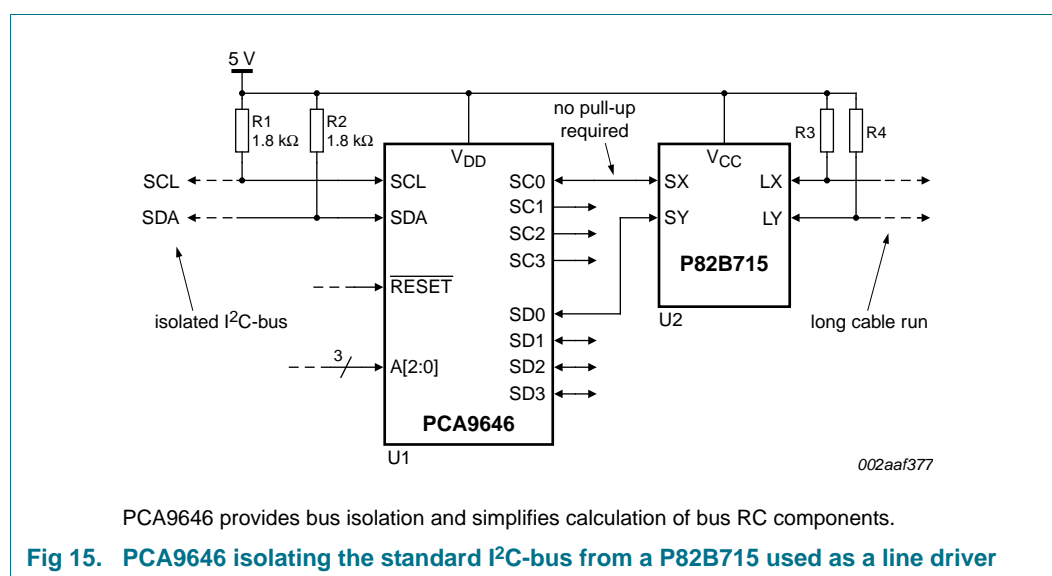 5 V
R1
1.8 kΩ
R2
1.8 kΩ
no pull-up
required
R3
R4
VDD
VCC
SCL
SCL
SC0
SX
LX
SDA
SDA
SC1
SY
LY
SC2
SC3
P82B715
RESET
isolated I2C-bus
SD0
U2
long cable run
SD1
3
A[2:0]
SD2
SD3
PCA9646
U1
002aaf377
PCA9646 provides bus isolation and simplifies calculation of bus RC components.
Fig 15. PCA9646 isolating the standard I2C-bus from a P82B715 used as a line driver